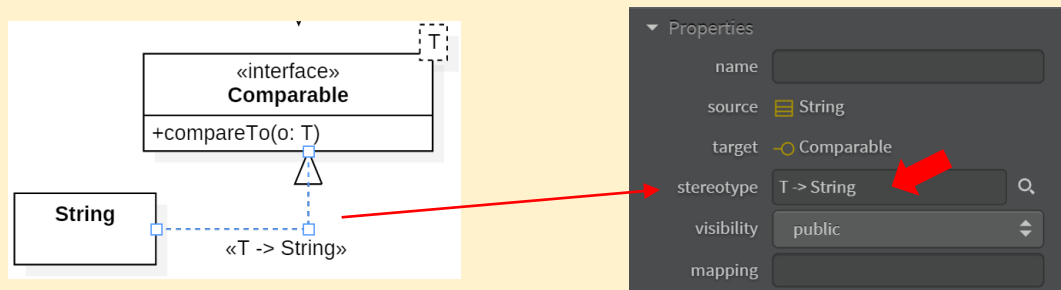 T
«interface»
Comparable
+compareTo(o: T)
String
«T -> String»
Properties
name
source String
target Comparable
stereotype T -> String
visibility public
mapping